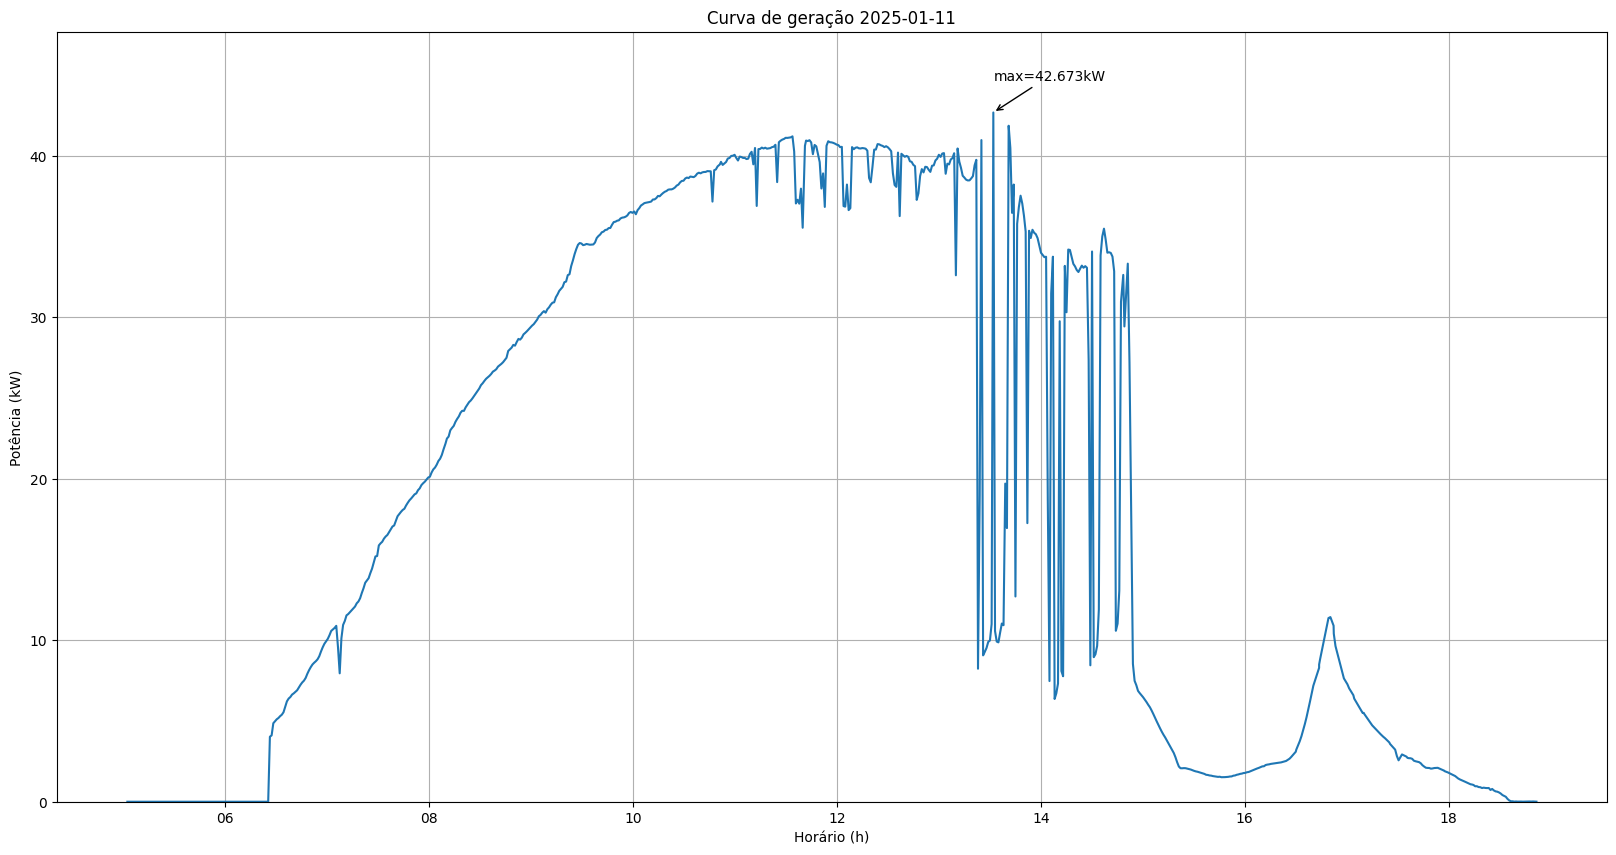 Curva de geração 2025-01-11
max=42.673kW
Potência (kW)
40
30
20
10
0
06 08 10 12 14 16 18
Horário (h)